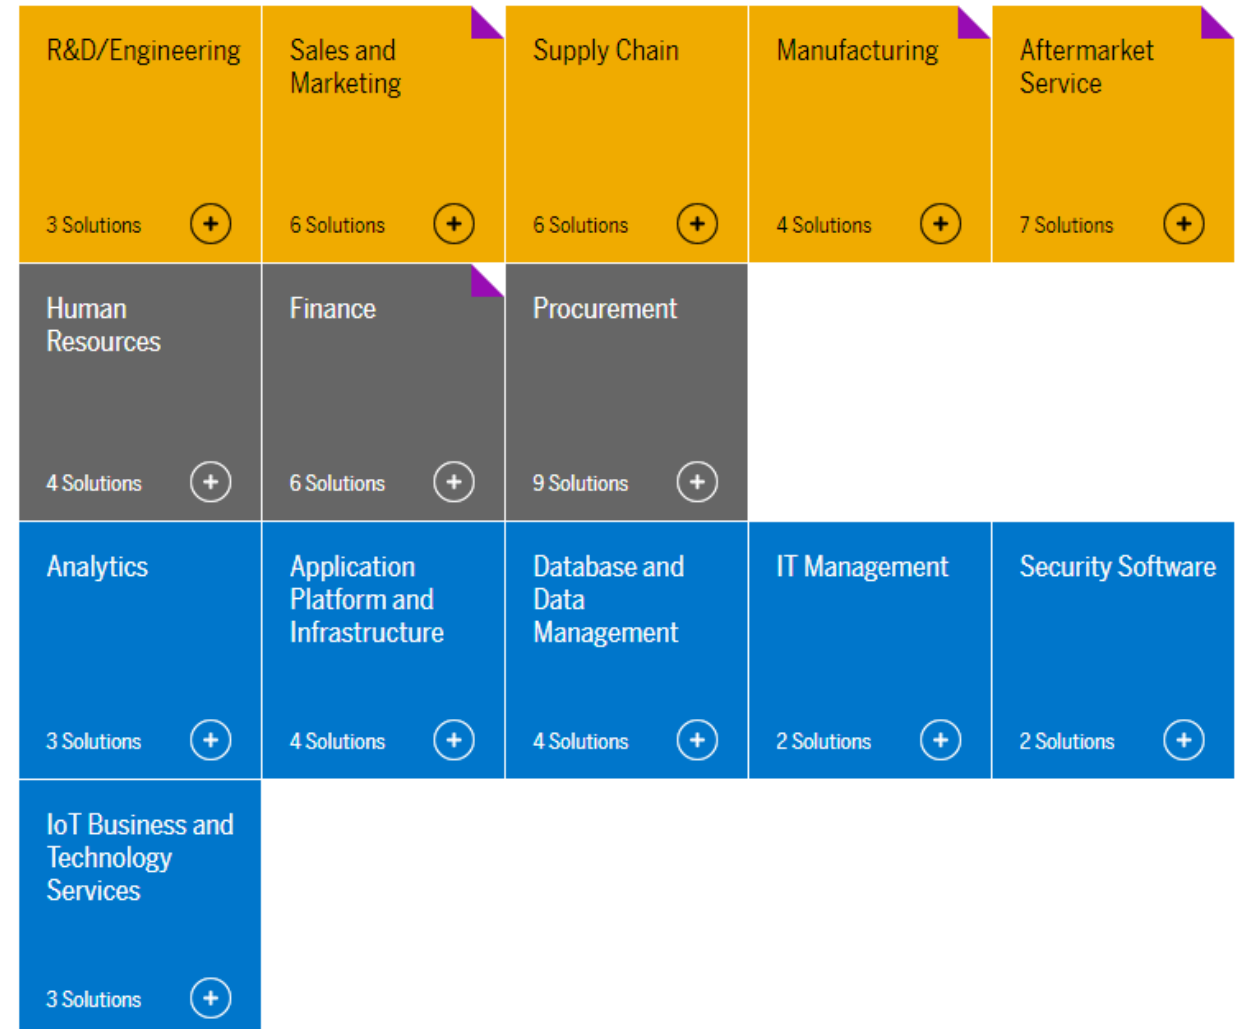 R&D/Engineering
3 Solutions
Sales and
Marketing
6 Solutions
Supply Chain
6 Solutions
Manufacturing
4 Solutions
Aftermarket
Service
7 Solutions
Human
Resources
4 Solutions
Finance
6 Solutions
Procurement
9 Solutions
Analytics
3 Solutions
Application
Platform and
Infrastructure
4 Solutions
Database and
Data
Management
4 Solutions
IT Management
2 Solutions
Security Software
2 Solutions
IoT Business and
Technology
Services
3 Solutions